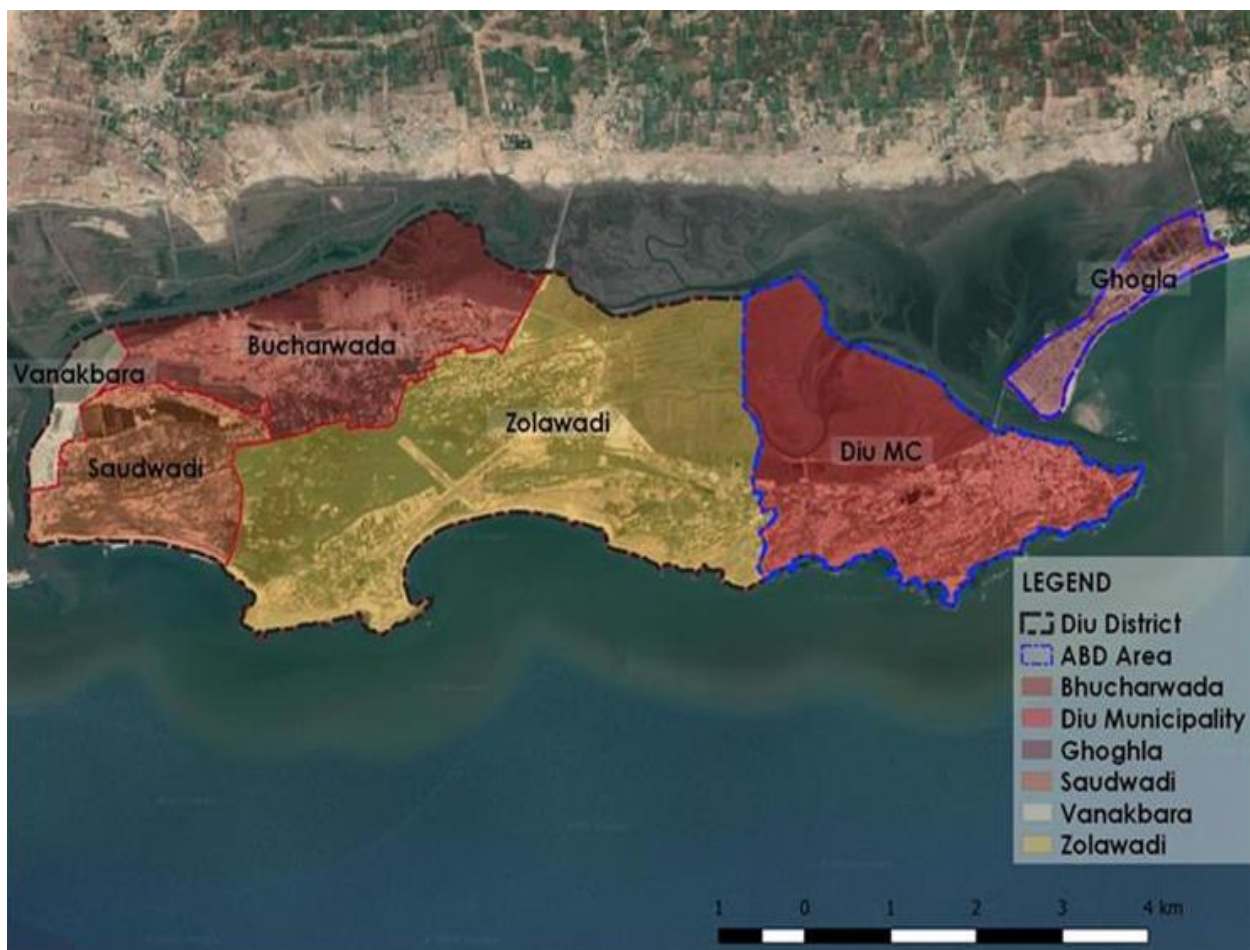 Ghogla
Bucharwada
Vanakbara
Zolawadi
Diu MC
Saudwadi
LEGEND
Diu District
ABD Area
Bhucharwada
Diu Municipality
Ghoghla
Saudwadi
Vanakbara
Zolawadi
1 0 1 2 3 4 km